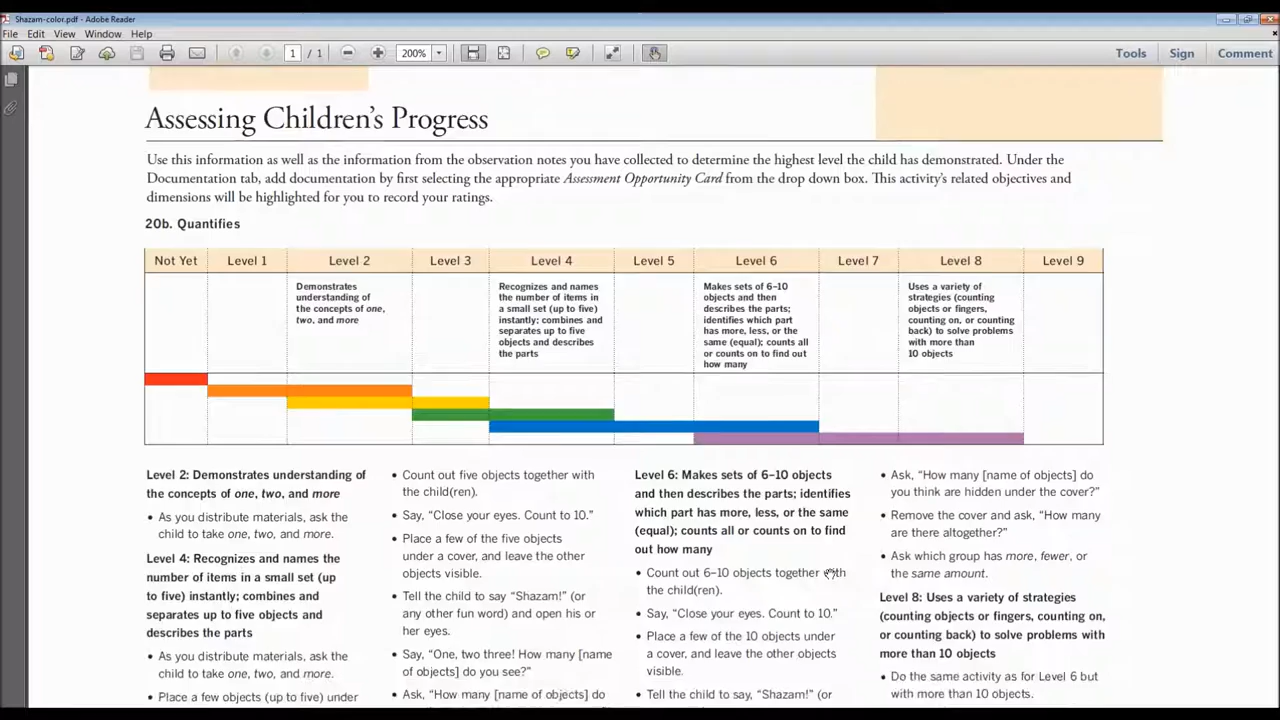 Shazam-color.pdf - Adobe Reader
File Edit View Window Help
1 / 1 200% Tools Sign Comment
Assessing Children's Progress
Use this information as well as the information from the observation notes you have collected to determine the highest level the child has demonstrated. Under the
Documentation tab, add documentation by first selecting the appropriate Assessment Opportunity Card from the drop down box. This activity's related objectives and
dimensions will be highlighted for you to record your ratings.
20b. Quantifies
Not Yet Level 1 Level 2 Level 3 Level 4 Level 5 Level 6 Level 7 Level 8 Level 9
Demonstrates
understanding of
the concepts of one,
two, and more
Recognizes and names
the number of items in
a small set (up to five)
instantly; combines and
separates up to five
objects and describes
the parts
Makes sets of 6–10
objects and then
describes the parts;
identifies which part
has more, less, or the
same (equal); counts all
or counts on to find out
how many
Uses a variety of
strategies (counting
objects or fingers,
counting on, or counting
back) to solve problems
with more than
10 objects
Level 2: Demonstrates understanding of
the concepts of one, two, and more
• As you distribute materials, ask the
child to take one, two, and more.
Level 4: Recognizes and names the
number of items in a small set (up
to five) instantly; combines and
separates up to five objects and
describes the parts
• As you distribute materials, ask the
child to take one, two, and more.
• Place a few objects (up to five) under
• Count out five objects together with
the child(ren).
• Say, “Close your eyes. Count to 10.”
• Place a few of the five objects
under a cover, and leave the other
objects visible.
• Tell the child to say “Shazam!” (or
any other fun word) and open his or
her eyes.
• Say, “One, two three! How many [name
of objects] do you see?”
• Ask, “How many [name of objects] do
Level 6: Makes sets of 6–10 objects
and then describes the parts; identifies
which part has more, less, or the same
(equal); counts all or counts on to find
out how many
• Count out 6–10 objects together with
the child(ren).
• Say, “Close your eyes. Count to 10.”
• Place a few of the 10 objects under
a cover, and leave the other objects
visible.
• Tell the child to say, “Shazam!” (or
• Ask, “How many [name of objects] do
you think are hidden under the cover?”
• Remove the cover and ask, “How many
are there altogether?”
• Ask which group has more, fewer, or
the same amount.
Level 8: Uses a variety of strategies
(counting objects or fingers, counting on,
or counting back) to solve problems with
more than 10 objects
• Do the same activity as for Level 6 but
with more than 10 objects.